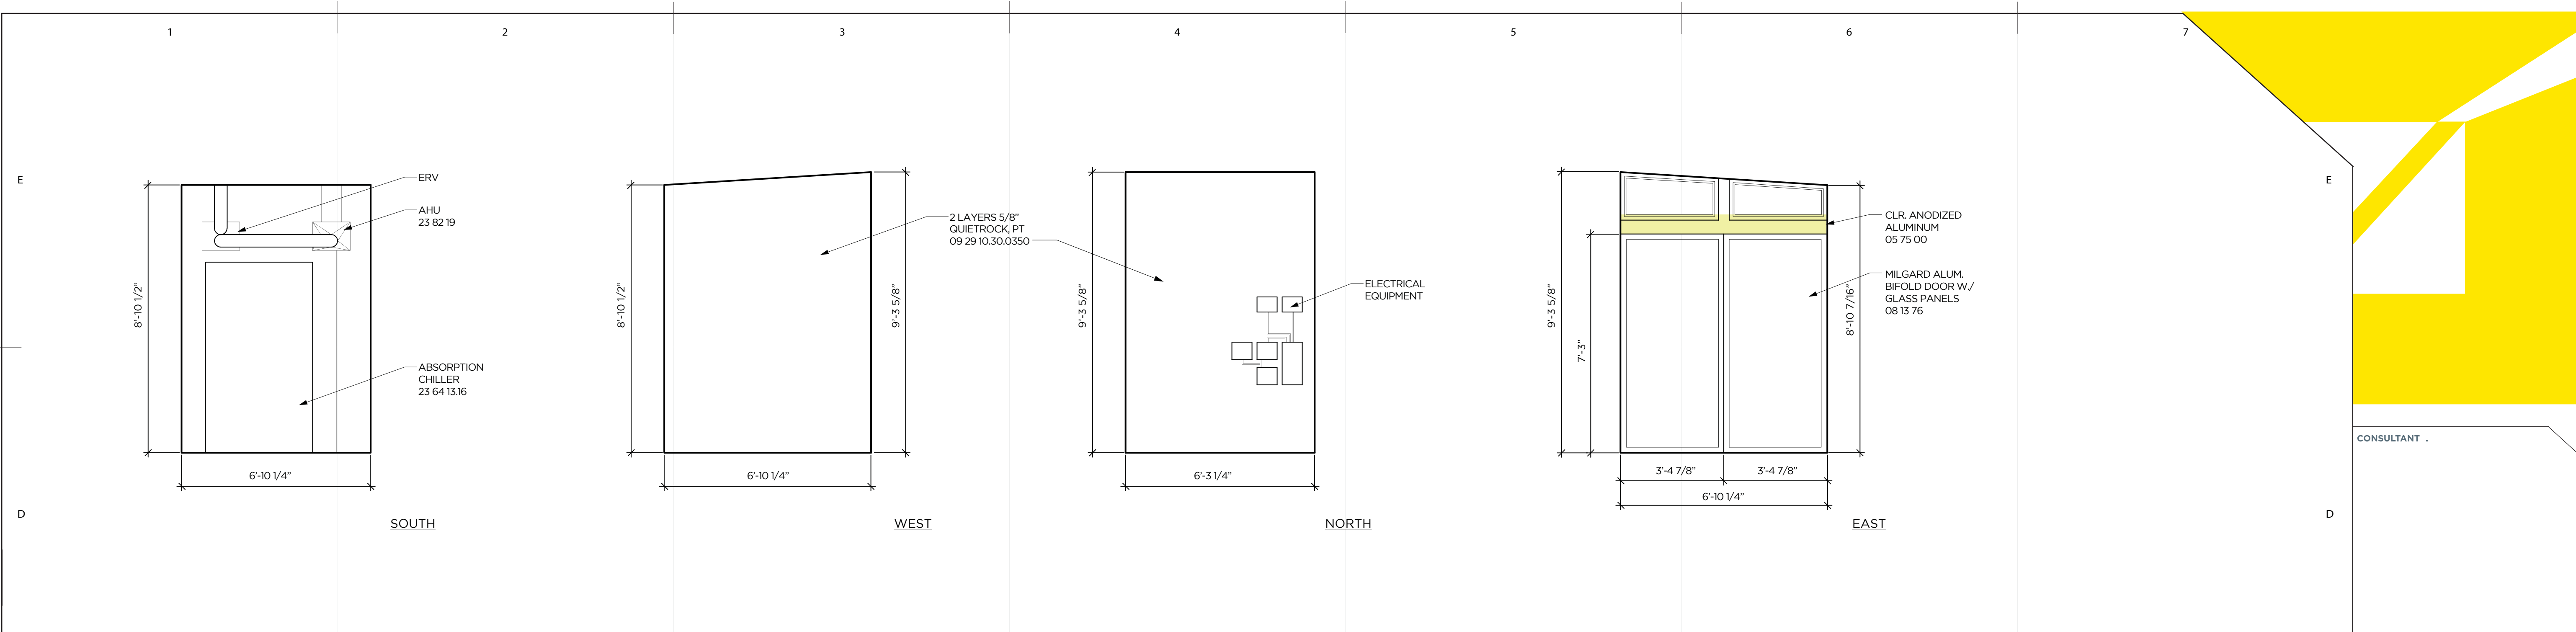 1
2
3
4
5
6
7
E
E
D
D
ERV
AHU
23 82 19
ABSORPTION
CHILLER
23 64 13.16
8'-10 1/2"
6'-10 1/4"
SOUTH
8'-10 1/2"
9'-3 5/8"
6'-10 1/4"
WEST
2 LAYERS 5/8"
QUIETROCK, PT
09 29 10.30.0350
9'-3 5/8"
6'-3 1/4"
ELECTRICAL
EQUIPMENT
NORTH
9'-3 5/8"
7'-3"
8'-10 7/16"
3'-4 7/8"
3'-4 7/8"
6'-10 1/4"
CLR. ANODIZED
ALUMINUM
05 75 00
MILGARD ALUM.
BIFOLD DOOR W./
GLASS PANELS
08 13 76
EAST
CONSULTANT .